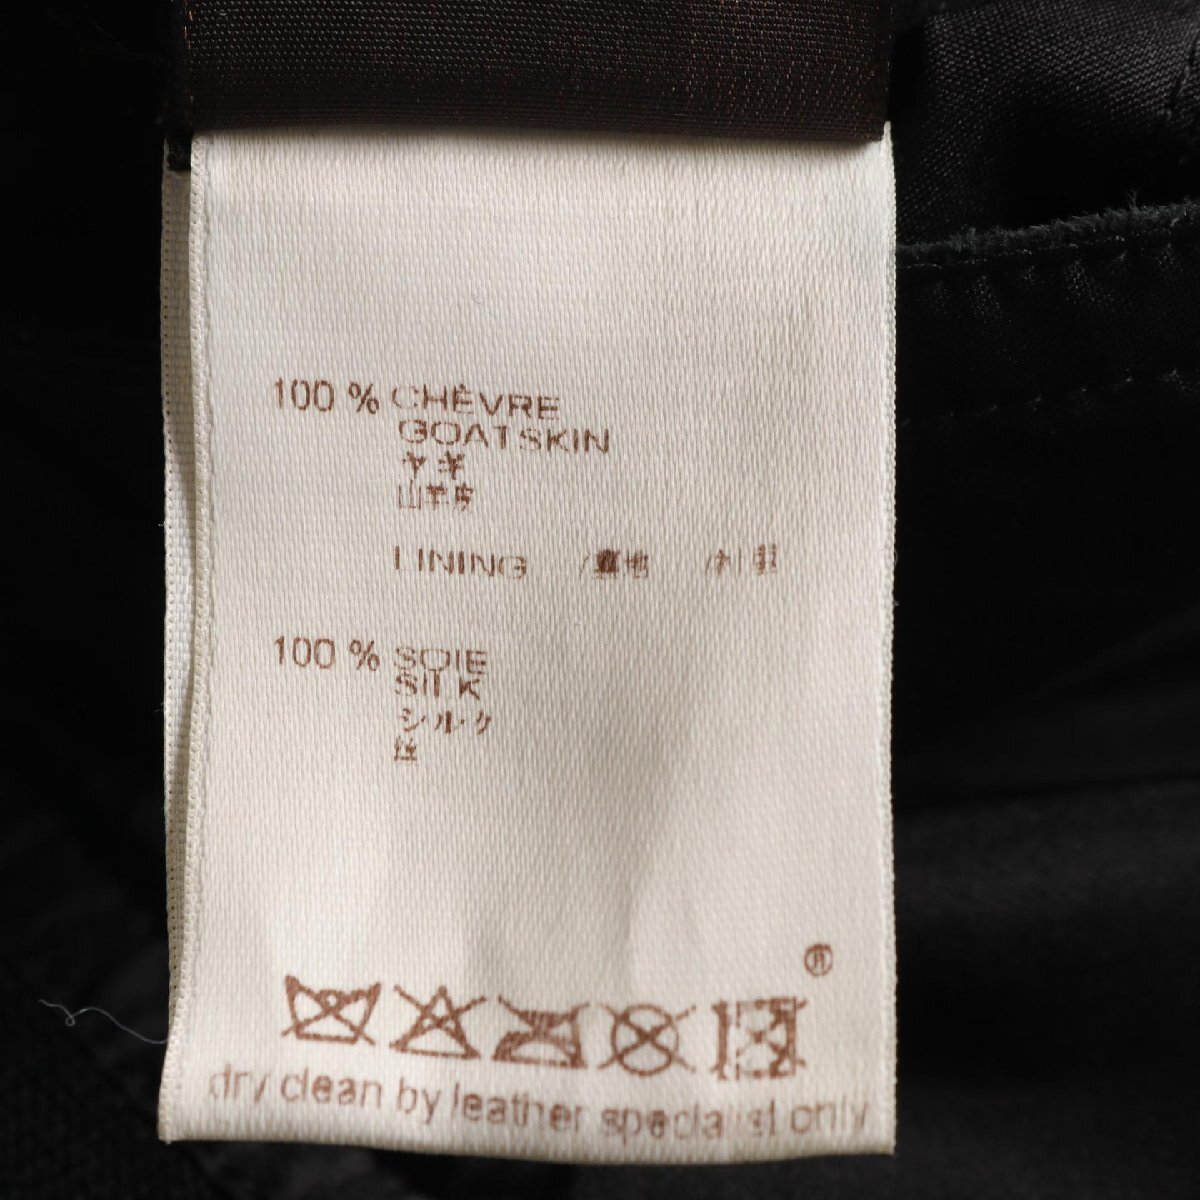 100 % CHÈVRE
GOATSKIN
ヤギ
山羊皮
LINING /裏地
100 % SOIE
SILK
シルク
®
dry clean by leather specialist only